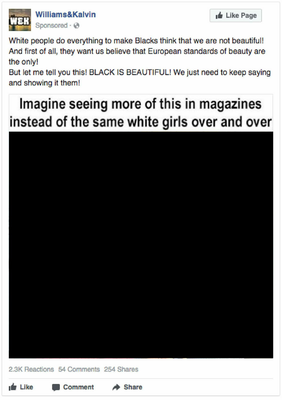 WEK
Williams&Kalvin
Sponsored ·
Like Page
White people do everything to make Blacks think that we are not beautiful!
And first of all, they want us believe that European standards of beauty are
the only!
But let me tell you this! BLACK IS BEAUTIFUL! We just need to keep saying
and showing it them!
Imagine seeing more of this in magazines
instead of the same white girls over and over
2.3K Reactions 54 Comments 254 Shares
Like Comment Share